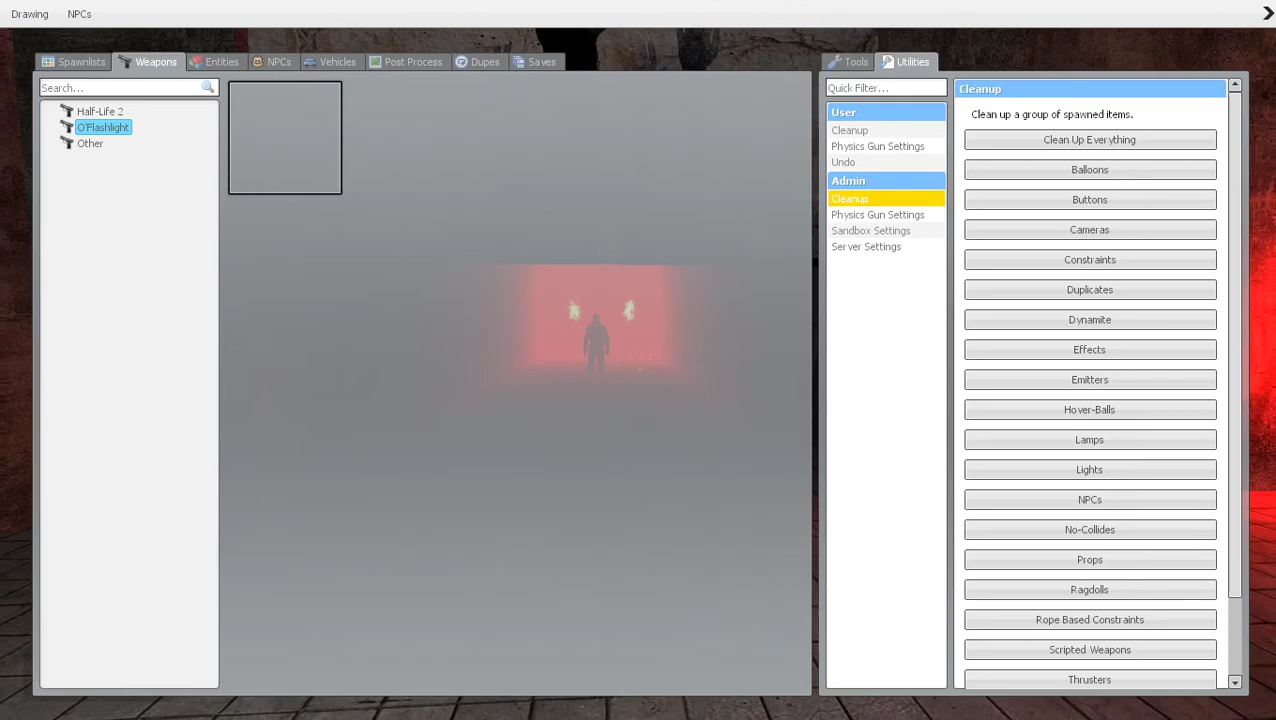 Drawing NPCs
Spawnlists Weapons Entities NPCs Vehicles Post Process Dupes Saves
Search...
Half-Life 2
O'Flashlight
Other
Tools Utilities
Quick Filter...
User
Cleanup
Physics Gun Settings
Undo
Admin
Cleanup
Physics Gun Settings
Sandbox Settings
Server Settings
Cleanup
Clean up a group of spawned items.
Clean Up Everything
Balloons
Buttons
Cameras
Constraints
Duplicates
Dynamite
Effects
Emitters
Hover-Balls
Lamps
Lights
NPCs
No-Collides
Props
Ragdolls
Rope Based Constraints
Scripted Weapons
Thrusters